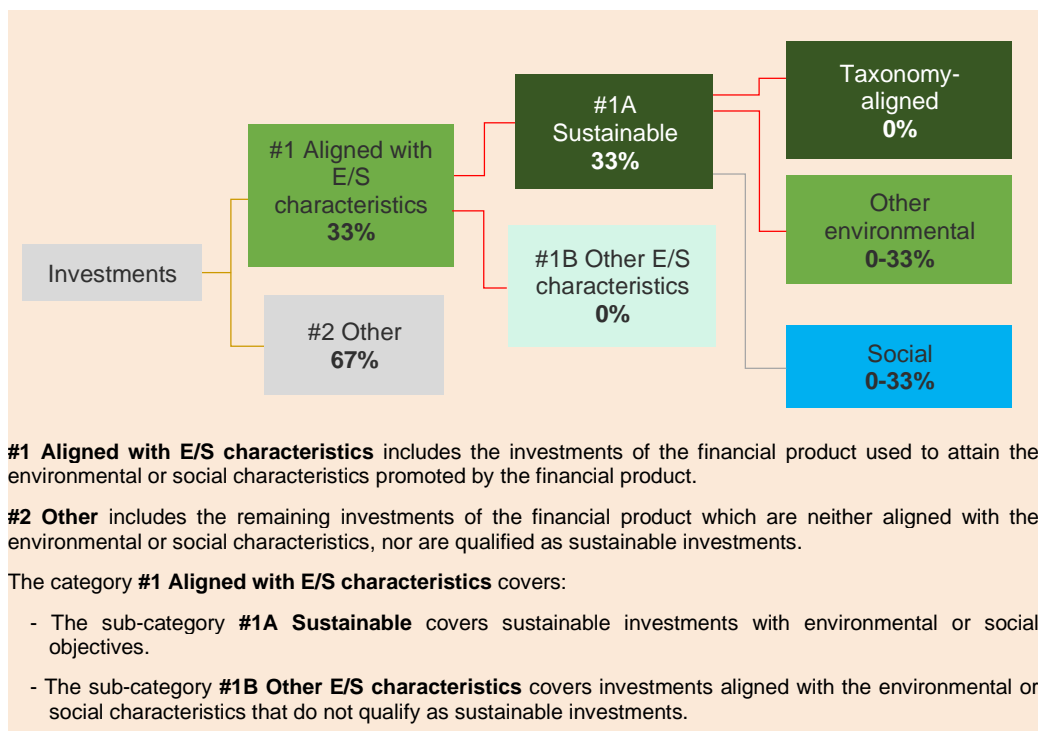 Investments
#1 Aligned with
E/S
characteristics
33%
#2 Other
67%
#1A
Sustainable
33%
#1B Other E/S
characteristics
0%
Taxonomy-
aligned
0%
Other
environmental
0-33%
Social
0-33%
#1 Aligned with E/S characteristics includes the investments of the financial product used to attain the
environmental or social characteristics promoted by the financial product.
#2 Other includes the remaining investments of the financial product which are neither aligned with the
environmental or social characteristics, nor are qualified as sustainable investments.
The category #1 Aligned with E/S characteristics covers:
- The sub-category #1A Sustainable covers sustainable investments with environmental or social
objectives.
- The sub-category #1B Other E/S characteristics covers investments aligned with the environmental or
social characteristics that do not qualify as sustainable investments.